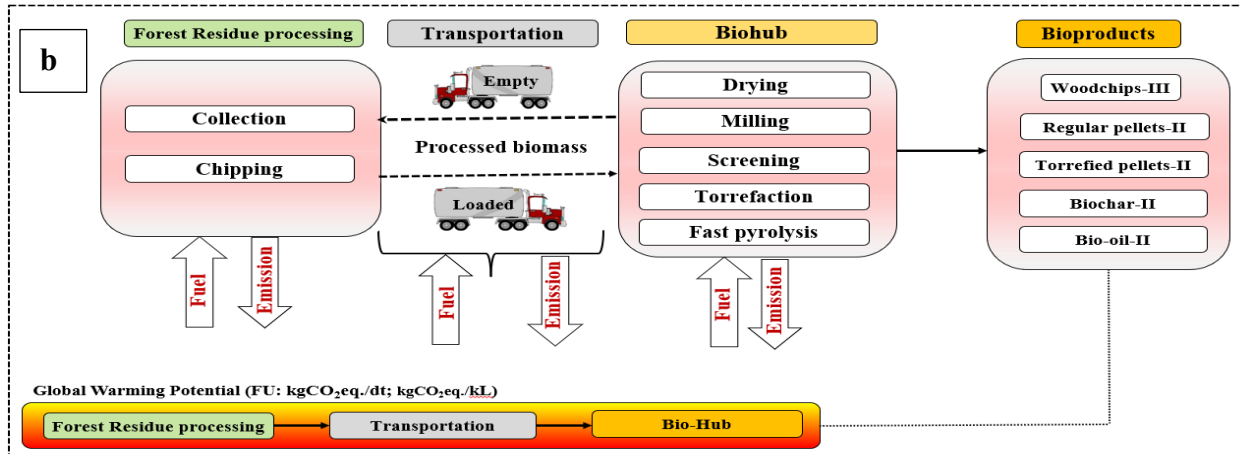 b
Forest Residue processing
Transportation
Biohub
Bioproducts
Collection
Chipping
Empty
Processed biomass
Loaded
Drying
Milling
Screening
Torrefaction
Fast pyrolysis
Woodchips-III
Regular pellets-II
Torrefied pellets-II
Biochar-II
Bio-oil-II
Fuel
Emission
Fuel
Emission
Fuel
Emission
Global Warming Potential (FU: kgCO₂eq./dt; kgCO₂eq./kL)
Forest Residue processing
Transportation
Bio-Hub